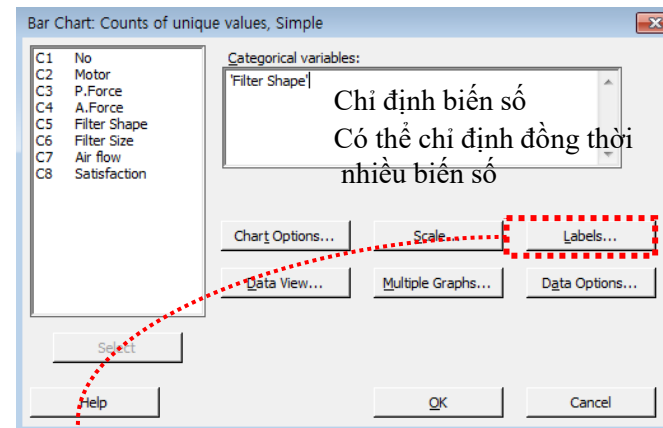 Bar Chart: Counts of unique values, Simple
C1 No
C2 Motor
C3 P.Force
C4 A.Force
C5 Filter Shape
C6 Filter Size
C7 Air flow
C8 Satisfaction
Categorical variables:
'Filter Shape'
Chỉ định biến số
Có thể chỉ định đồng thời
nhiều biến số
Chart Options... Scale... Labels...
Data View... Multiple Graphs... Data Options...
Select
Help OK Cancel